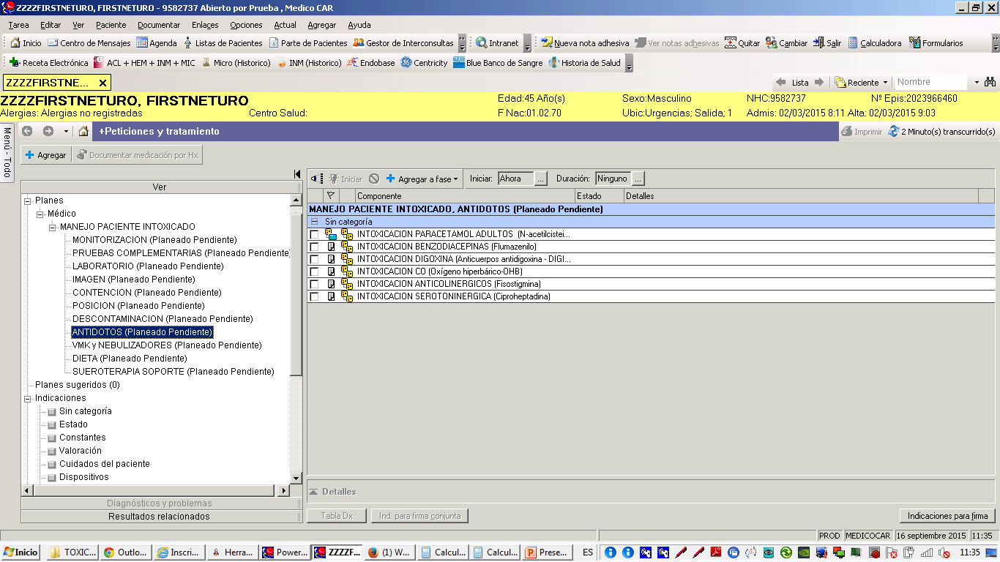 ZZZZFIRSTNETURO, FIRSTNETURO - 9582737 Abierto por Prueba , Medico CAR
Tarea Editar Ver Paciente Documentar Enlaces Opciones Actual Agregar Ayuda
Inicio Centro de Mensajes Agenda Listas de Pacientes Parte de Pacientes Gestor de Interconsultas Intranet Nueva nota adhesiva Ver notas adhesivas Quitar Cambiar Salir Calculadora Formularios
Receta Electrónica ACL + HEM + INM + MIC Micro (Historico) INM (Historico) Endobase Centricity Blue Banco de Sangre Historia de Salud
ZZZZFIRSTNE... Lista Reciente Nombre
ZZZZFIRSTNETURO, FIRSTNETURO Edad:45 Año(s) Sexo:Masculino NHC:9582737 Nº Epis:2023966460
Alergias: Alergias no registradas Centro Salud: F Nac:01.02.70 Ubic:Urgencias; Salida; 1 Admis: 02/03/2015 8:11 Alta: 02/03/2015 9:03
Menú - Todo
+Peticiones y tratamiento Imprimir 2 Minuto(s) transcurrido(s)
Agregar Documentar medicación por Hx
Ver
Planes
Médico
MANEJO PACIENTE INTOXICADO
MONITORIZACION (Planeado Pendiente)
PRUEBAS COMPLEMENTARIAS (Planeado Pendiente
LABORATORIO (Planeado Pendiente)
IMAGEN (Planeado Pendiente)
CONTENCION (Planeado Pendiente)
POSICION (Planeado Pendiente)
DESCONTAMINACION (Planeado Pendiente)
ANTIDOTOS (Planeado Pendiente)
VMK y NEBULIZADORES (Planeado Pendiente)
DIETA (Planeado Pendiente)
SUEROTERAPIA SOPORTE (Planeado Pendiente)
Planes sugeridos (0)
Indicaciones
Sin categoría
Estado
Constantes
Valoración
Cuidados del paciente
Dispositivos
Diagnósticos y problemas
Resultados relacionados
Iniciar Agregar a fase Iniciar: Ahora ... Duración: Ninguno ...
Componente Estado Detalles
MANEJO PACIENTE INTOXICADO, ANTIDOTOS (Planeado Pendiente)
Sin categoría
INTOXICACION PARACETAMOL ADULTOS (N-acetilcistei...
INTOXICACION BENZODIACEPINAS (Flumazenilo)
INTOXICACION DIGOXINA (Anticuerpos antidigoxina - DIGI...
INTOXICACION CO (Oxígeno hiperbárico-OHB)
INTOXICACION ANTICOLINERGICOS (Fisostigmina)
INTOXICACION SEROTONINERGICA (Ciproheptadina)
Detalles
Tabla Dx Ind. para firma conjunta Indicaciones para firma
PROD MEDICOCAR 16 septiembre 2015 11:35
Inicio TOXIC... Outlo... Inscri... Herra... Power... ZZZZF... (1) W... Calcul... Calcul... Prese... ES 11:35